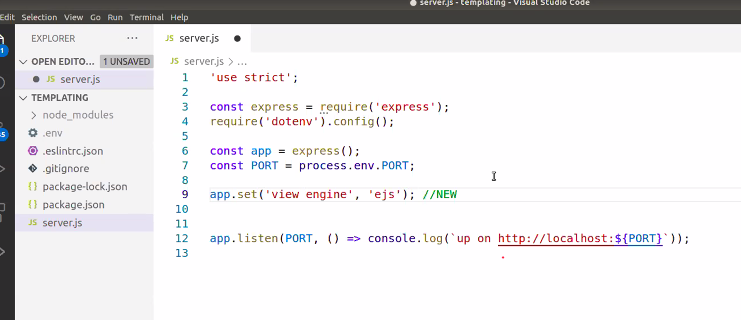 server.js - templating - Visual Studio Code
Edit Selection View Go Run Terminal Help
EXPLORER ...
JS server.js
OPEN EDITO... 1 UNSAVED
JS server.js
TEMPLATING
node_modules
.env
.eslintrc.json
.gitignore
{} package-lock.json
{} package.json
JS server.js
JS server.js > ...
1 'use strict';
2
3 const express = require('express');
4 require('dotenv').config();
5
6 const app = express();
7 const PORT = process.env.PORT;
8
9 app.set('view engine', 'ejs'); //NEW
10
11
12 app.listen(PORT, () => console.log(`up on http://localhost:${PORT}`));
13